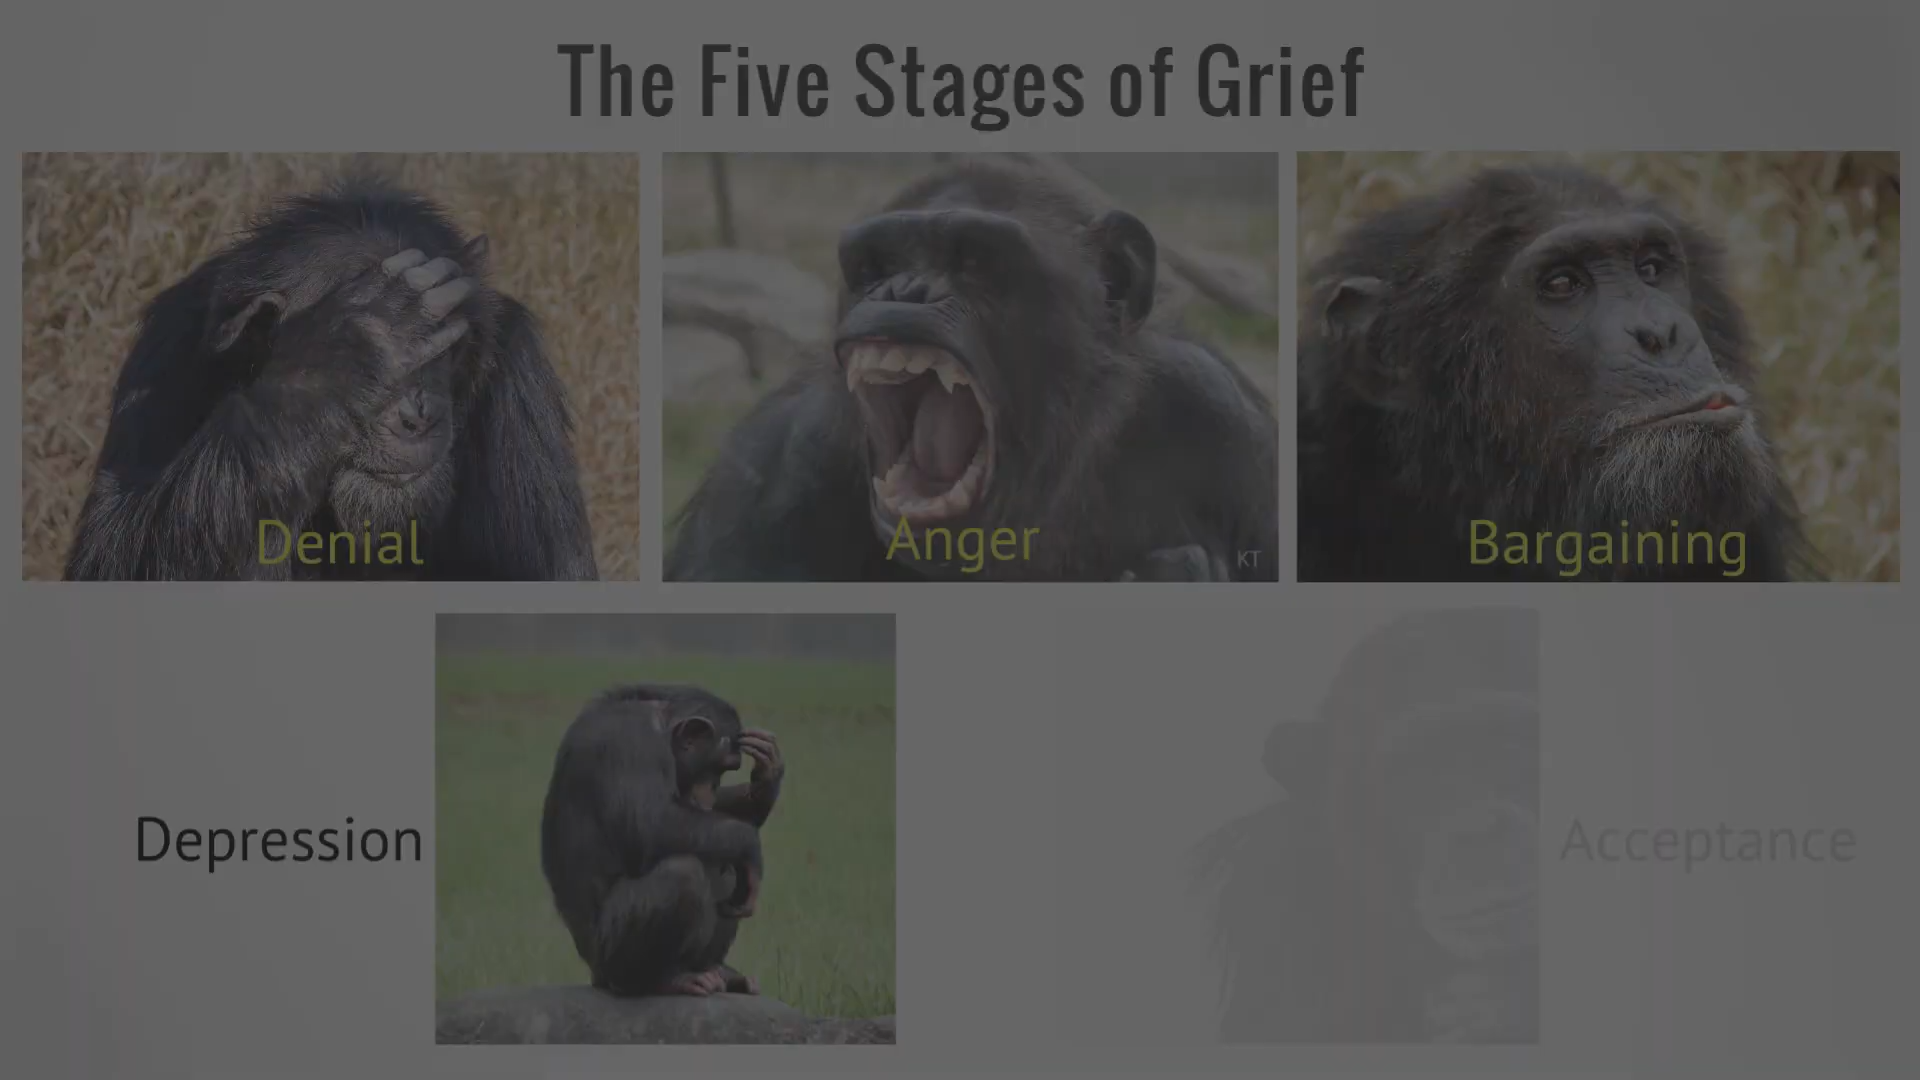 The Five Stages of Grief
Denial
Anger
KT
Bargaining
Depression
Acceptance